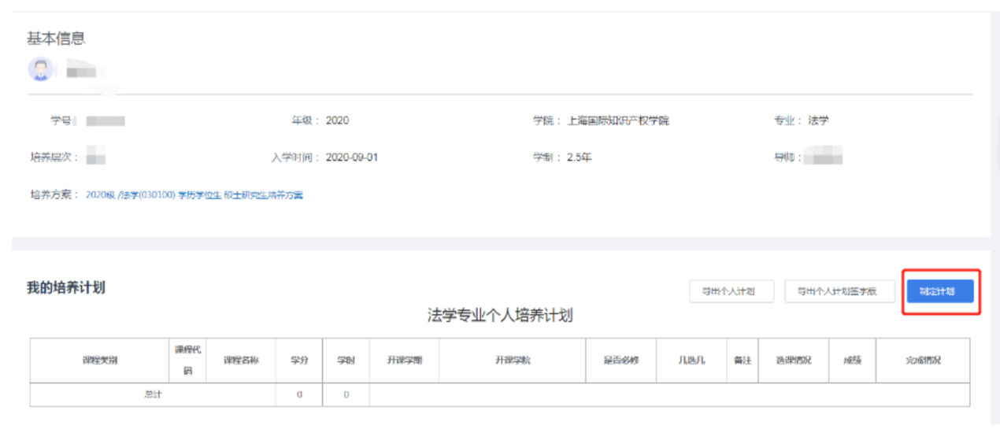 基本信息
学号
年级： 2020
学院： 上海国际知识产权学院
专业： 法学
培养层次：
入学时间： 2020-09-01
学制： 2.5年
导师：
培养方案： 2020级 /法学(030100) 学历学位生 硕士研究生培养方案
我的培养计划
导出个人计划
导出个人计划签字版
制定计划
法学专业个人培养计划
课程类别 课程代码 课程名称 学分 学时 开课学期 开课学院 是否必修 几选几 备注 选课情况 成绩 完成情况
总计 0 0